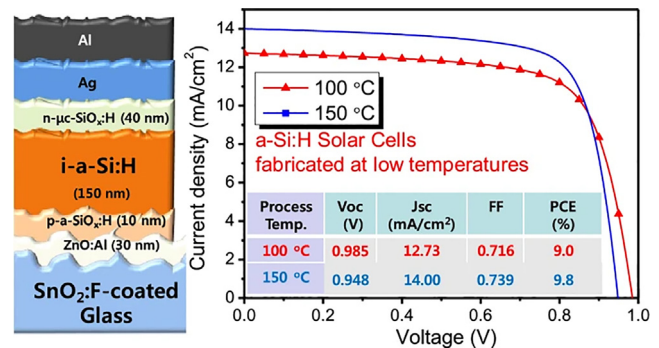 Al
Ag
n-μc-SiOₓ:H (40 nm)
i-a-Si:H
(150 nm)
p-a-SiOₓ:H (10 nm)
ZnO:Al (30 nm)
SnO₂:F-coated
Glass
Current density (mA/cm²)
14
12
10
8
6
4
2
0
100 °C
150 °C
a-Si:H Solar Cells
fabricated at low temperatures
Process Temp. Voc (V) Jsc (mA/cm²) FF PCE (%)
100 °C 0.985 12.73 0.716 9.0
150 °C 0.948 14.00 0.739 9.8
0.0 0.2 0.4 0.6 0.8 1.0
Voltage (V)